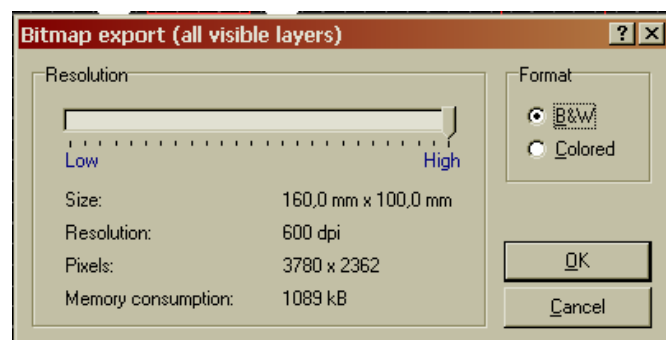 Bitmap export (all visible layers)
Resolution
Low High
Size: 160,0 mm x 100,0 mm
Resolution: 600 dpi
Pixels: 3780 x 2362
Memory consumption: 1089 kB
Format
B&W
Colored
OK
Cancel